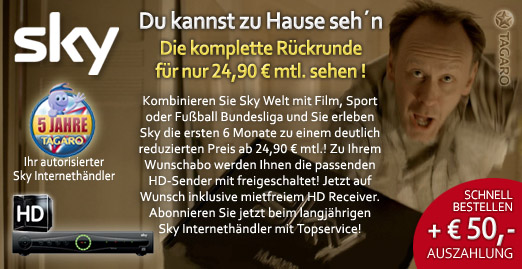 sky
Du kannst zu Hause seh´n
Die komplette Rückrunde
für nur 24,90 € mtl. sehen !
TAGARO
5 JAHRE
TAGARO
Ihr autorisierter
Sky Internethändler
HD
Kombinieren Sie Sky Welt mit Film, Sport
oder Fußball Bundesliga und Sie erleben
Sky die ersten 6 Monate zu einem deutlich
reduzierten Preis ab 24,90 € mtl.! Zu Ihrem
Wunschabo werden Ihnen die passenden
HD-Sender mit freigeschaltet! Jetzt auf
Wunsch inklusive mietfreiem HD Receiver.
Abonnieren Sie jetzt beim langjährigen
Sky Internethändler mit Topservice!
SCHNELL
BESTELLEN
+ € 50,-
AUSZAHLUNG